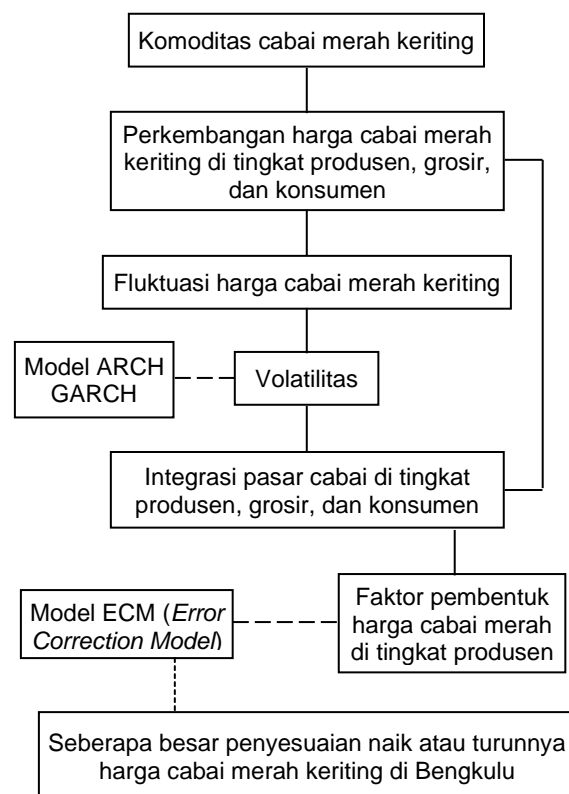 Komoditas cabai merah keriting
Perkembangan harga cabai merah
keriting di tingkat produsen, grosir,
dan konsumen
Fluktuasi harga cabai merah keriting
Model ARCH
GARCH
Volatilitas
Integrasi pasar cabai di tingkat
produsen, grosir, dan konsumen
Model ECM (Error
Correction Model)
Faktor pembentuk
harga cabai merah
di tingkat produsen
Seberapa besar penyesuaian naik atau turunnya
harga cabai merah keriting di Bengkulu